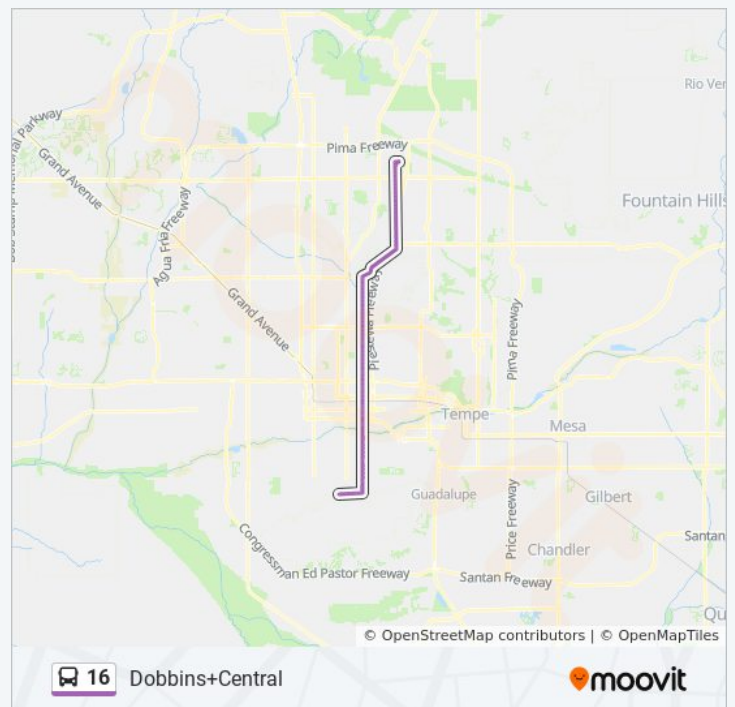 Rio Ver
Pima Freeway
Grand Avenue
Fountain Hills
Agua Fria Freeway
Grand Avenue
Pima Freeway
Tempe
Mesa
Guadalupe
Gilbert
Price Freeway
Chandler
Santan
Congressman Ed Pastor Freeway
Santan Freeway
Qu
© OpenStreetMap contributors | © OpenMapTiles
16 Dobbins+Central
moovit